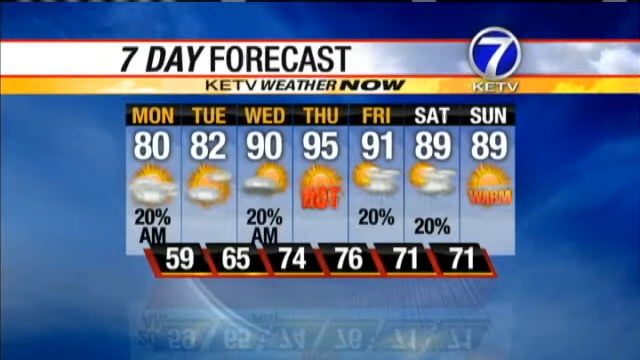 7 DAY FORECAST
7
KETV WEATHER NOW
KETV
MON TUE WED THU FRI SAT SUN
80 82 90 95 91 89 89
HOT WARM
20% 20% 20% 20%
AM AM
59 65 74 76 71 71